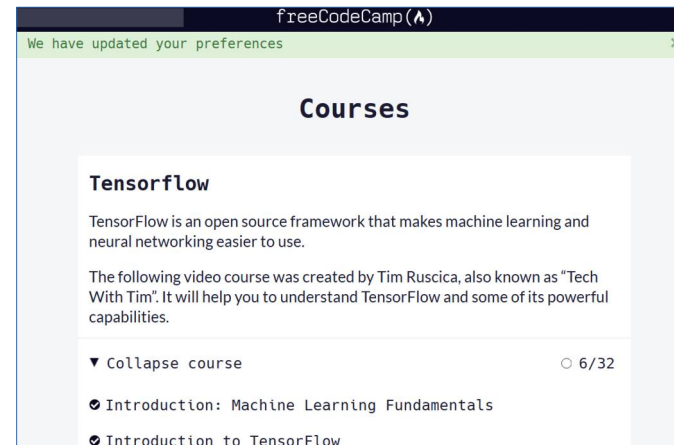 freeCodeCamp
We have updated your preferences
Courses
Tensorflow
TensorFlow is an open source framework that makes machine learning and
neural networking easier to use.
The following video course was created by Tim Ruscica, also known as “Tech
With Tim”. It will help you to understand TensorFlow and some of its powerful
capabilities.
Collapse course 6/32
Introduction: Machine Learning Fundamentals
Introduction to TensorFlow